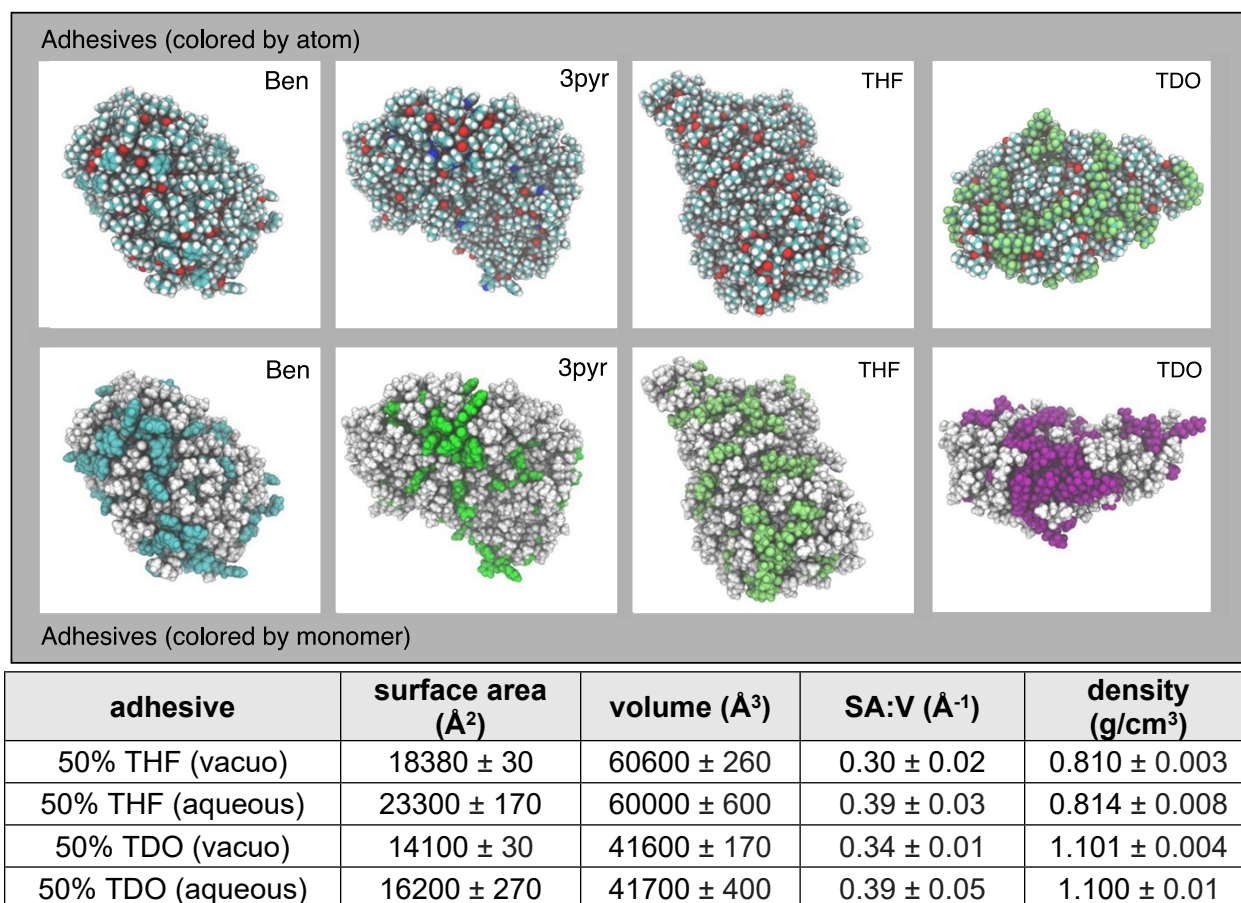 Adhesives (colored by atom)
Ben 3pyr THF TDO
Ben 3pyr THF TDO
Adhesives (colored by monomer)
adhesive surface area (Å²) volume (Å³) SA:V (Å⁻¹) density (g/cm³)
50% THF (vacuo) 18380 ± 30 60600 ± 260 0.30 ± 0.02 0.810 ± 0.003
50% THF (aqueous) 23300 ± 170 60000 ± 600 0.39 ± 0.03 0.814 ± 0.008
50% TDO (vacuo) 14100 ± 30 41600 ± 170 0.34 ± 0.01 1.101 ± 0.004
50% TDO (aqueous) 16200 ± 270 41700 ± 400 0.39 ± 0.05 1.100 ± 0.01